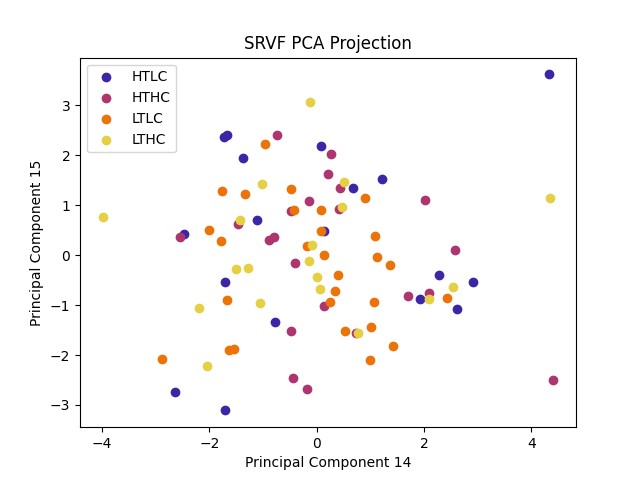 SRVF PCA Projection
HTLC
HTHC
LTLC
LTHC
Principal Component 15
3
2
1
0
−1
−2
−3
−4
−2
0
2
4
Principal Component 14